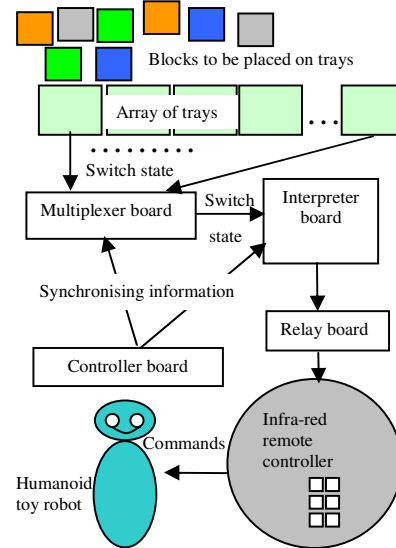 Blocks to be placed on trays
Array of trays
...
.........
Switch state
Multiplexer board
Switch
state
Interpreter
board
Synchronising information
Relay board
Controller board
Infra-red
remote
controller
Commands
Humanoid
toy robot